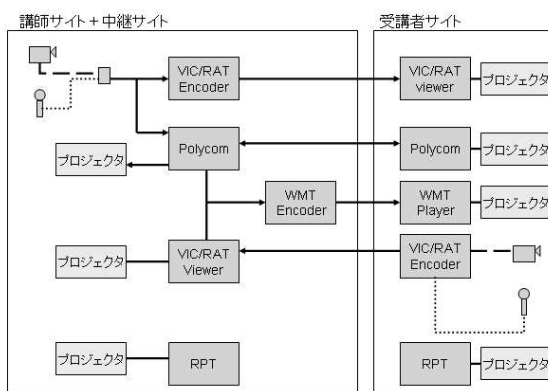 講師サイト+中継サイト
受講者サイト
VIC/RAT
Encoder
VIC/RAT
viewer
プロジェクタ
Polycom
プロジェクタ
Polycom
プロジェクタ
WMT
Encoder
WMT
Player
プロジェクタ
プロジェクタ
VIC/RAT
Viewer
VIC/RAT
Encoder
プロジェクタ
RPT
RPT
プロジェクタ